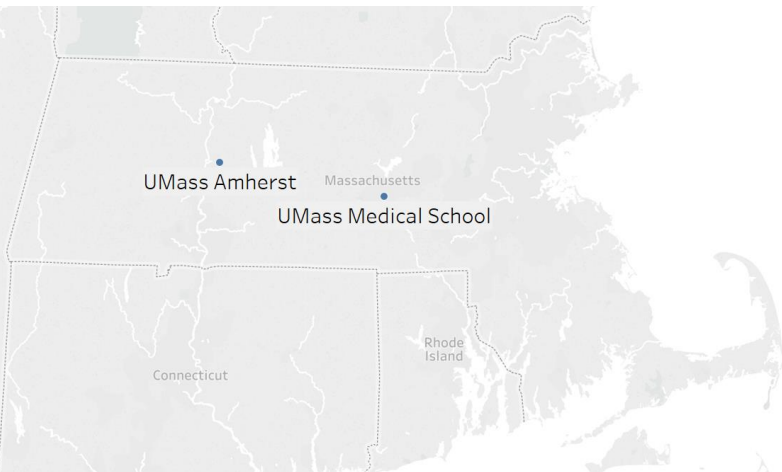 UMass Amherst
Massachusetts
UMass Medical School
Rhode
Island
Connecticut